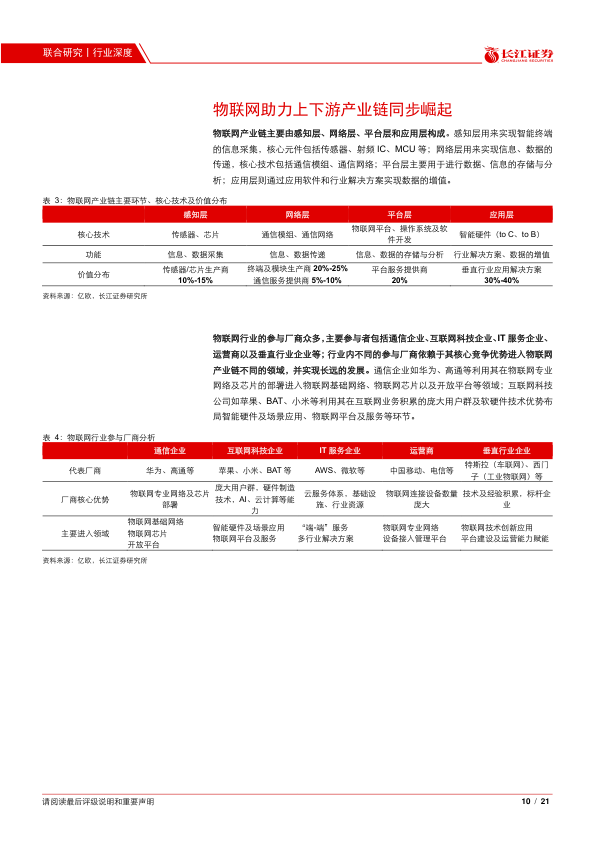 联合研究丨行业深度
长江证券
CHANGJIANG SECURITIES
物联网助力上下游产业链同步崛起
物联网产业链主要由感知层、网络层、平台层和应用层构成。感知层用来实现智能终端
的信息采集，核心元件包括传感器、射频 IC、MCU 等；网络层用来实现信息、数据的
传递，核心技术包括通信模组、通信网络；平台层主要用于进行数据、信息的存储与分
析；应用层则通过应用软件和行业解决方案实现数据的增值。
表 3：物联网产业链主要环节、核心技术及价值分布
感知层 网络层 平台层 应用层
核心技术 传感器、芯片 通信模组、通信网络 物联网平台、操作系统及软件开发 智能硬件（to C、to B）
功能 信息、数据采集 信息、数据传递 信息、数据的存储与分析 行业解决方案、数据的增值
价值分布 传感器/芯片生产商 终端及模块生产商 20%-25% 平台服务提供商 垂直行业应用解决方案
10%-15% 通信服务提供商 5%-10% 20% 30%-40%
资料来源：亿欧，长江证券研究所
物联网行业的参与厂商众多，主要参与者包括通信企业、互联网科技企业、IT 服务企业、
运营商以及垂直行业企业等；行业内不同的参与厂商依赖于其核心竞争优势进入物联网
产业链不同的领域，并实现长远的发展。通信企业如华为、高通等利用其在物联网专业
网络及芯片的部署进入物联网基础网络、物联网芯片以及开放平台等领域；互联网科技
公司如苹果、BAT、小米等利用其在互联网业务积累的庞大用户群及软硬件技术优势布
局智能硬件及场景应用、物联网平台及服务等环节。
表 4：物联网行业参与厂商分析
通信企业 互联网科技企业 IT 服务企业 运营商 垂直行业企业
代表厂商 华为、高通等 苹果、小米、BAT 等 AWS、微软等 中国移动、电信等 特斯拉（车联网）、西门子（工业物联网）等
厂商核心优势 物联网专业网络及芯片部署 庞大用户群，硬件制造技术，AI、云计算等能力 云服务体系，基础设施、行业资源 物联网连接设备数量庞大 技术及经验积累，标杆企业
主要进入领域 物联网基础网络 智能硬件及场景应用 “端-端”服务 物联网专业网络 物联网技术创新应用
物联网芯片 物联网平台及服务 多行业解决方案 设备接入管理平台 平台建设及运营能力赋能
开放平台
资料来源：亿欧，长江证券研究所
请阅读最后评级说明和重要声明
10 / 21